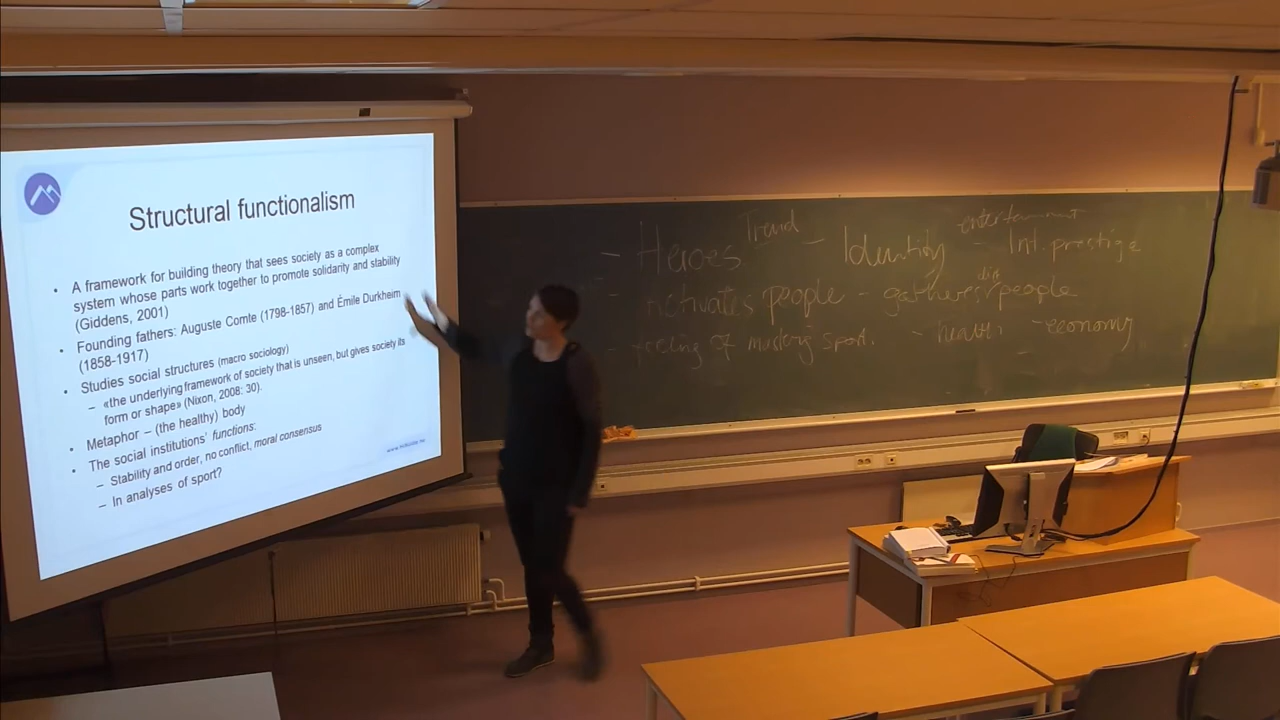 Structural functionalism
• A framework for building theory that sees society as a complex
system whose parts work together to promote solidarity and stability
(Giddens, 2001)
• Founding fathers: Auguste Comte (1798-1857) and Émile Durkheim
(1858-1917)
• Studies social structures (macro sociology)
– «the underlying framework of society that is unseen, but gives society its
form or shape» (Nixon, 2008: 30).
• Metaphor – (the healthy) body
• The social institutions' functions:
– Stability and order, no conflict, moral consensus
– In analyses of sport?
Trend entertainment
– Heroes – Identity – Int. prestige
– Activates people – gathers people
– feeling of sport. – health – economy